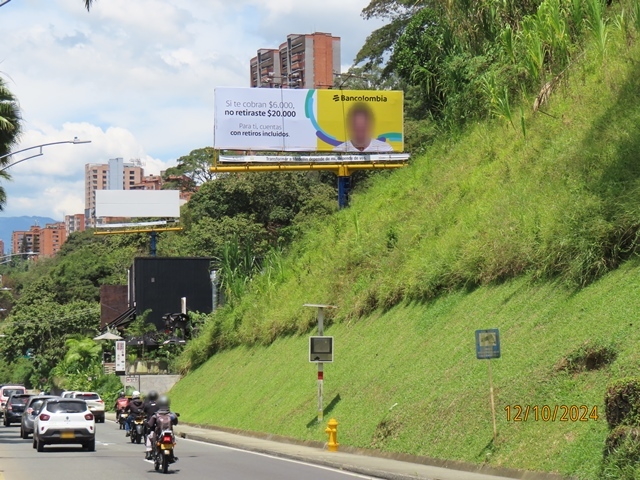 Si te cobran $6.000,
no retiraste $20.000
Para ti, cuentas
con retiros incluidos.
Bancolombia
12/10/2024